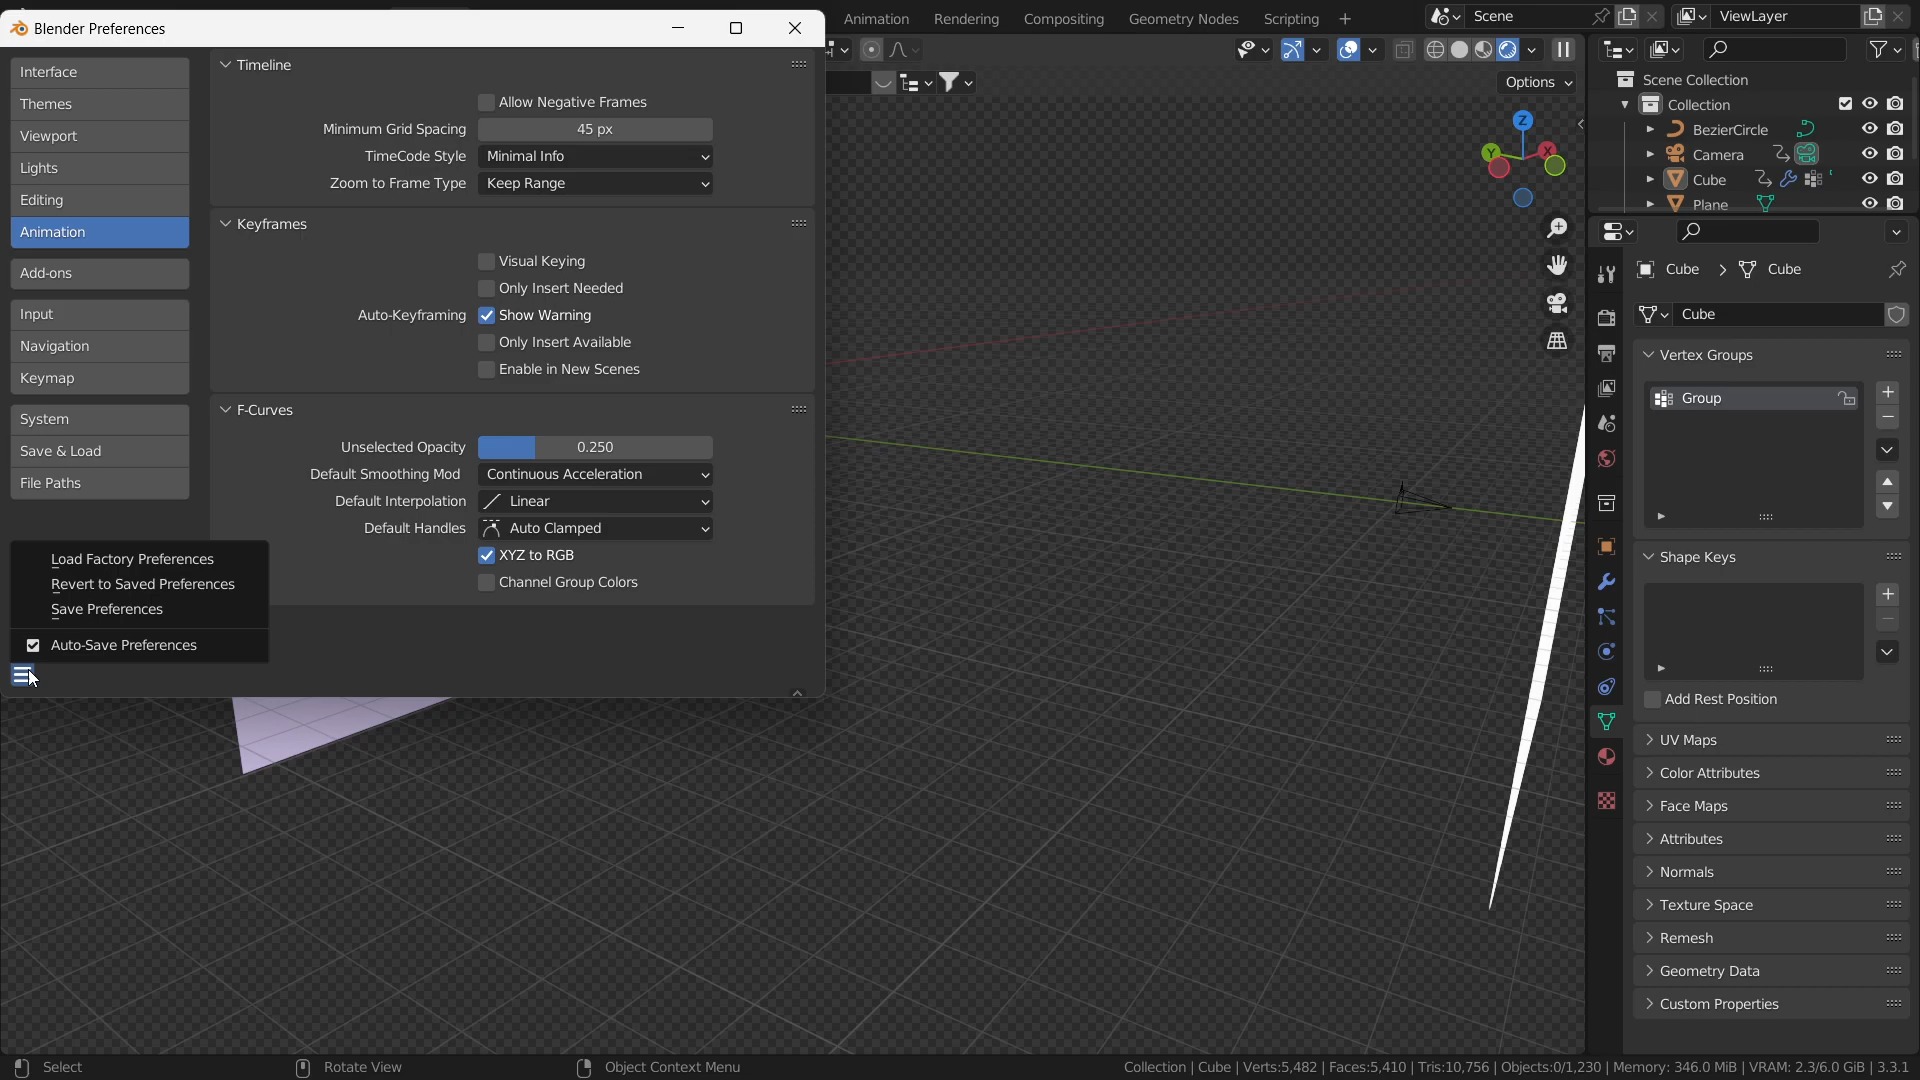 Blender Preferences
Interface
Themes
Viewport
Lights
Editing
Animation
Add-ons
Input
Navigation
Keymap
System
Save & Load
File Paths
Load Factory Preferences
Revert to Saved Preferences
Save Preferences
Auto-Save Preferences
Timeline
Allow Negative Frames
Minimum Grid Spacing 45 px
TimeCode Style Minimal Info
Zoom to Frame Type Keep Range
Keyframes
Visual Keying
Only Insert Needed
Auto-Keyframing Show Warning
Only Insert Available
Enable in New Scenes
F-Curves
Unselected Opacity 0.250
Default Smoothing Mod Continuous Acceleration
Default Interpolation Linear
Default Handles Auto Clamped
XYZ to RGB
Channel Group Colors
Animation Rendering Compositing Geometry Nodes Scripting
Scene
ViewLayer
Options
Z
Y
X
Scene Collection
Collection
BezierCircle
Camera
Cube
Plane
Cube > Cube
Cube
Vertex Groups
Group
Shape Keys
Add Rest Position
UV Maps
Color Attributes
Face Maps
Attributes
Normals
Texture Space
Remesh
Geometry Data
Custom Properties
Select
Rotate View
Object Context Menu
Collection | Cube | Verts:5,482 | Faces:5,410 | Tris:10,756 | Objects:0/1,230 | Memory: 346.0 MiB | VRAM: 2.3/6.0 GiB | 3.3.1